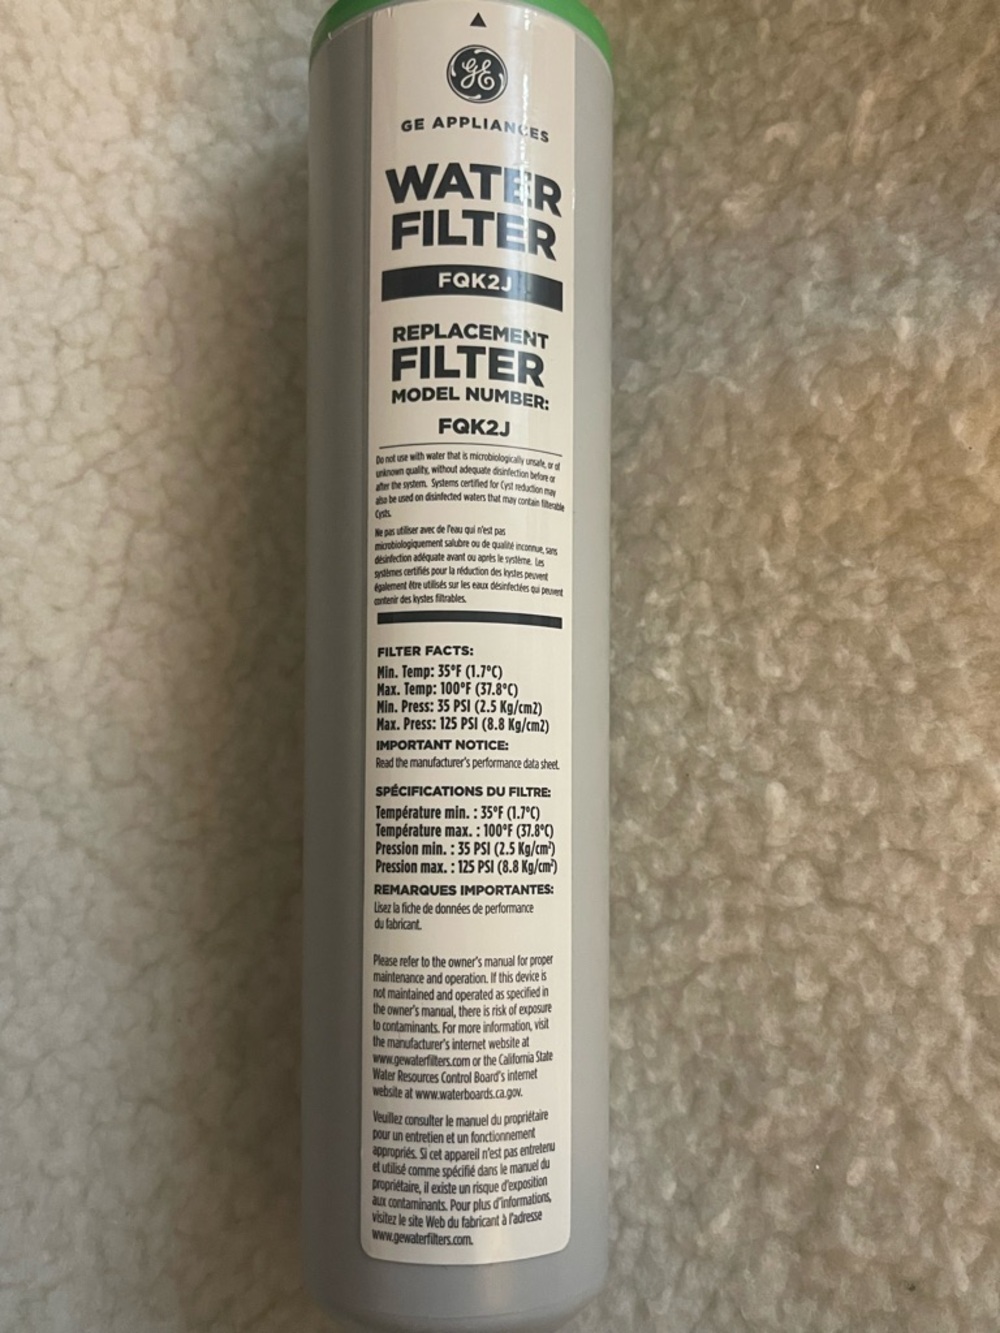 GE
GE APPLIANCES
WATER
FILTER
FQK2J
REPLACEMENT
FILTER
MODEL NUMBER:
FQK2J
Do not use with water that is microbiologically unsafe, or of
unknown quality, without adequate disinfection before or
after the system. Systems certified for Cyst reduction may
also be used on disinfected waters that may contain filterable
Cysts.
Ne pas utiliser avec de l'eau qui n'est pas
microbiologiquement salubre ou de qualité inconnue, sans
désinfection adéquate avant ou après le système. Les
systèmes certifiés pour la réduction des kystes peuvent
également être utilisés sur les eaux désinfectées qui peuvent
contenir des kystes filtrables.
FILTER FACTS:
Min. Temp: 35°F (1.7°C)
Max. Temp: 100°F (37.8°C)
Min. Press: 35 PSI (2.5 Kg/cm2)
Max. Press: 125 PSI (8.8 Kg/cm2)
IMPORTANT NOTICE:
Read the manufacturer's performance data sheet.
SPÉCIFICATIONS DU FILTRE:
Température min. : 35°F (1.7°C)
Température max. : 100°F (37.8°C)
Pression min. : 35 PSI (2.5 Kg/cm²)
Pression max. : 125 PSI (8.8 Kg/cm²)
REMARQUES IMPORTANTES:
Lisez la fiche de données de performance
du fabricant.
Please refer to the owner's manual for proper
maintenance and operation. If this device is
not maintained and operated as specified in
the owner's manual, there is risk of exposure
to contaminants. For more information, visit
the manufacturer's internet website at
www.gewaterfilters.com or the California State
Water Resources Control Board's internet
website at www.waterboards.ca.gov.
Veuillez consulter le manuel du propriétaire
pour un entretien et un fonctionnement
appropriés. Si cet appareil n'est pas entretenu
et utilisé comme spécifié dans le manuel du
propriétaire, il existe un risque d'exposition
aux contaminants. Pour plus d'informations,
visitez le site Web du fabricant à l'adresse
www.gewaterfilters.com.